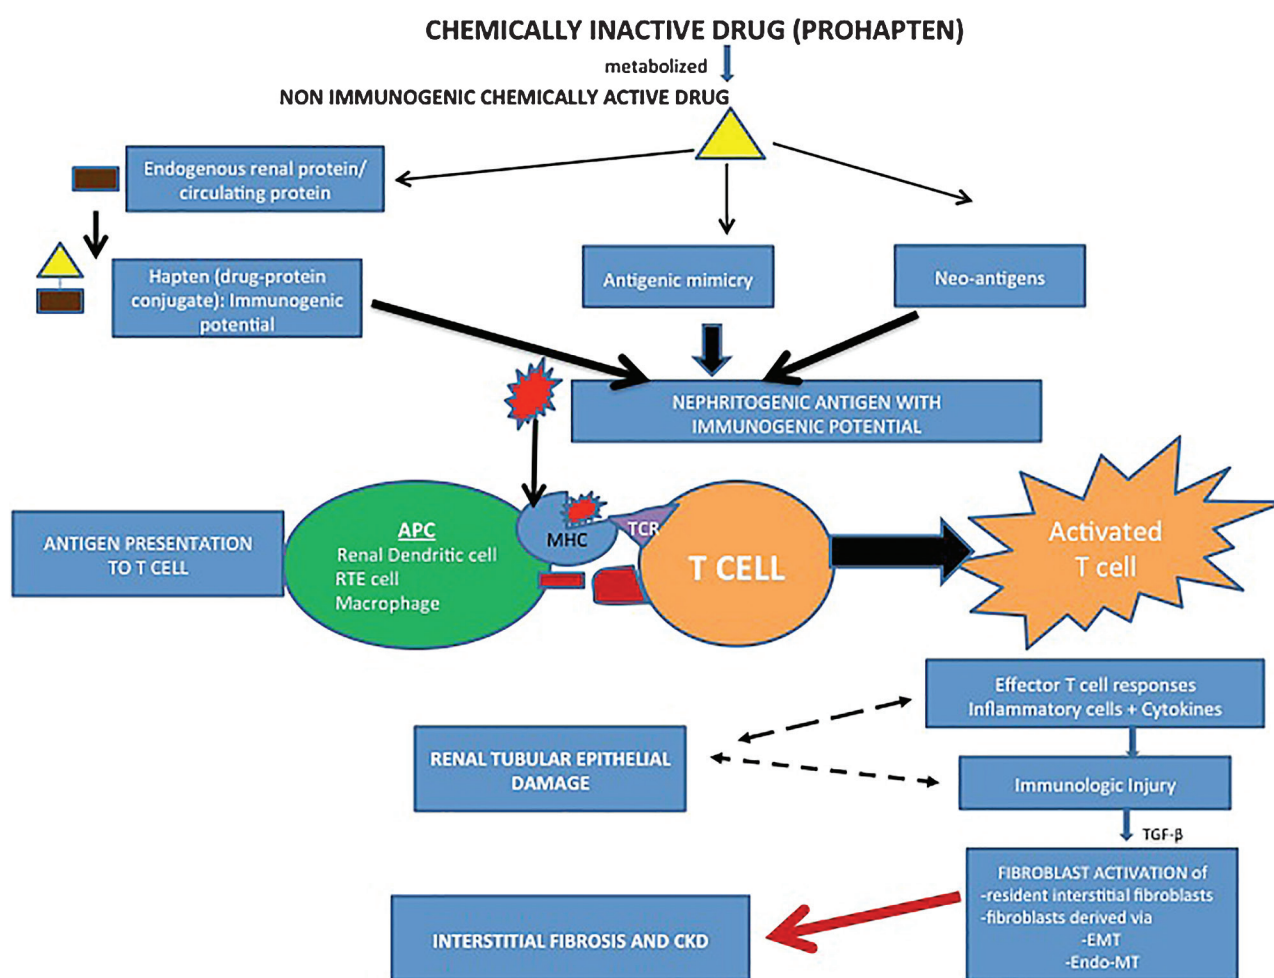 CHEMICALLY INACTIVE DRUG (PROHAPTEN)
metabolized
NON IMMUNOGENIC CHEMICALLY ACTIVE DRUG
Endogenous renal protein/
circulating protein
Hapten (drug-protein
conjugate): Immunogenic
potential
Antigenic mimicry
Neo-antigens
NEPHRITOGENIC ANTIGEN WITH
IMMUNOGENIC POTENTIAL
ANTIGEN PRESENTATION
TO T CELL
APC
Renal Dendritic cell
RTE cell
Macrophage
MHC
TCR
T CELL
Activated
T cell
Effector T cell responses
Inflammatory cells + Cytokines
RENAL TUBULAR EPITHELIAL
DAMAGE
Immunologic Injury
TGF-β
FIBROBLAST ACTIVATION of
-resident interstitial fibroblasts
-fibroblasts derived via
-EMT
-Endo-MT
INTERSTITIAL FIBROSIS AND CKD